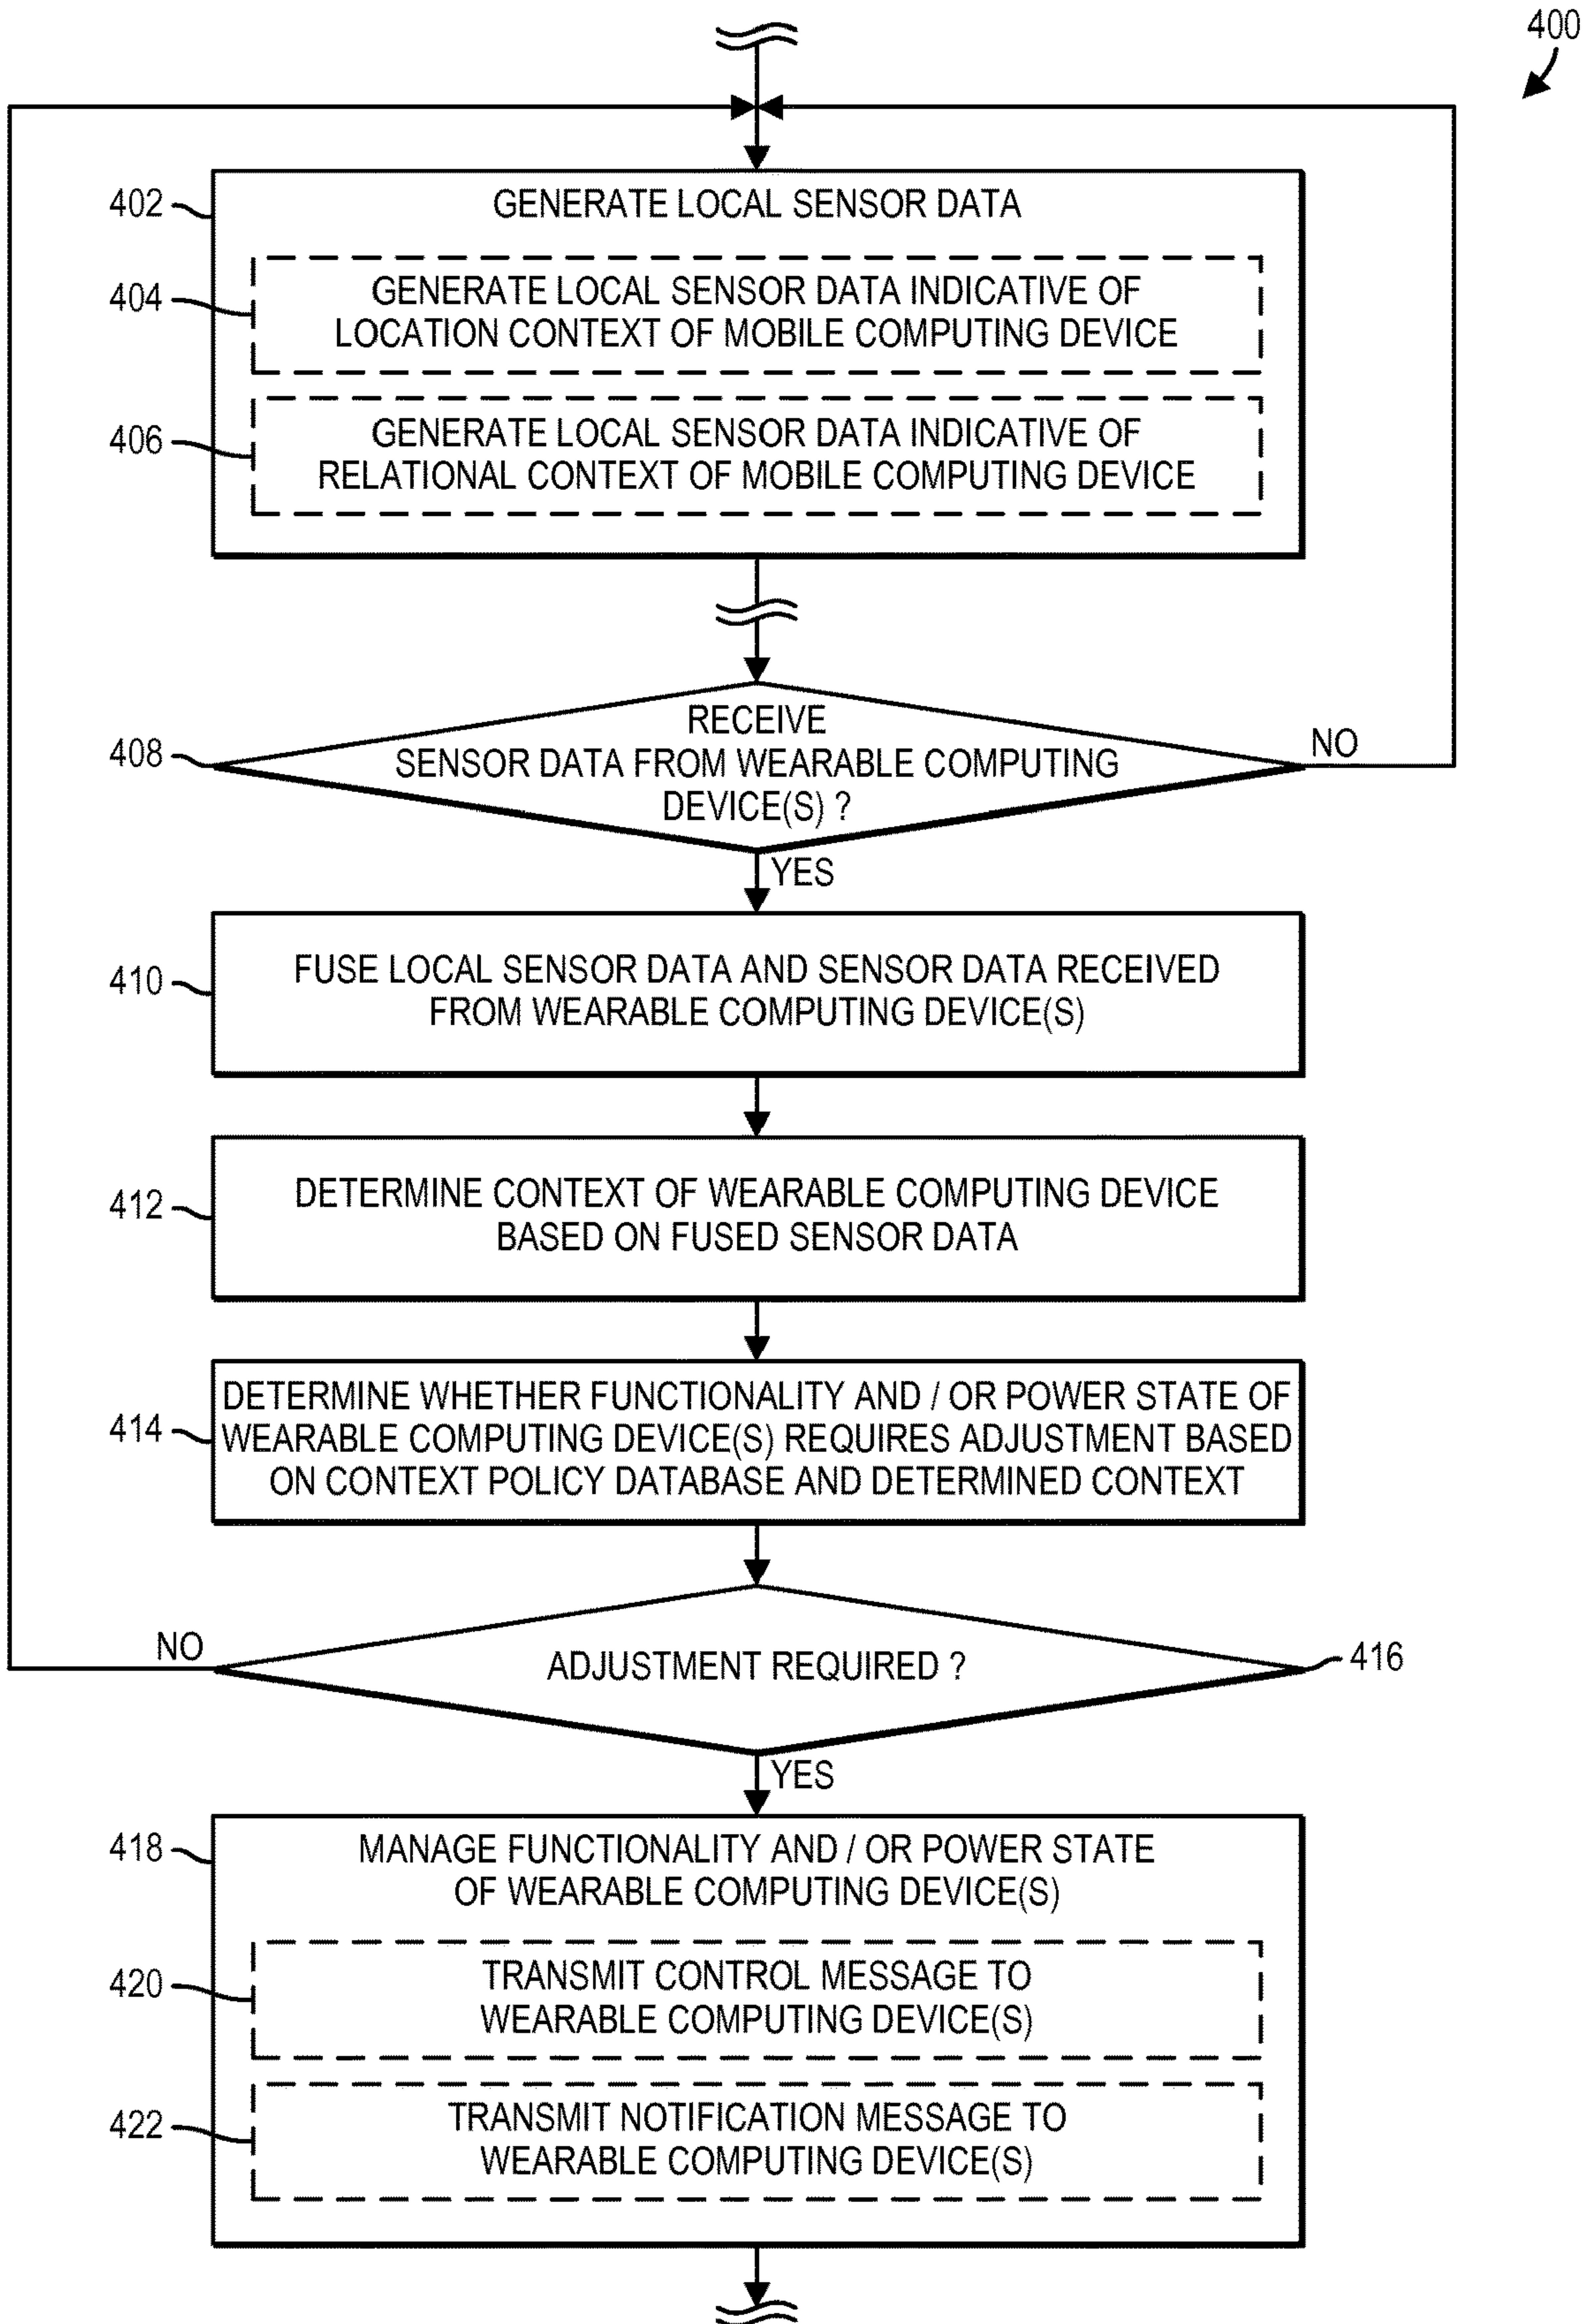 400
402
GENERATE LOCAL SENSOR DATA
404
GENERATE LOCAL SENSOR DATA INDICATIVE OF
LOCATION CONTEXT OF MOBILE COMPUTING DEVICE
406
GENERATE LOCAL SENSOR DATA INDICATIVE OF
RELATIONAL CONTEXT OF MOBILE COMPUTING DEVICE
408
RECEIVE
SENSOR DATA FROM WEARABLE COMPUTING
DEVICE(S) ?
NO
YES
410
FUSE LOCAL SENSOR DATA AND SENSOR DATA RECEIVED
FROM WEARABLE COMPUTING DEVICE(S)
412
DETERMINE CONTEXT OF WEARABLE COMPUTING DEVICE
BASED ON FUSED SENSOR DATA
414
DETERMINE WHETHER FUNCTIONALITY AND / OR POWER STATE OF
WEARABLE COMPUTING DEVICE(S) REQUIRES ADJUSTMENT BASED
ON CONTEXT POLICY DATABASE AND DETERMINED CONTEXT
NO
ADJUSTMENT REQUIRED ?
416
YES
418
MANAGE FUNCTIONALITY AND / OR POWER STATE
OF WEARABLE COMPUTING DEVICE(S)
420
TRANSMIT CONTROL MESSAGE TO
WEARABLE COMPUTING DEVICE(S)
422
TRANSMIT NOTIFICATION MESSAGE TO
WEARABLE COMPUTING DEVICE(S)